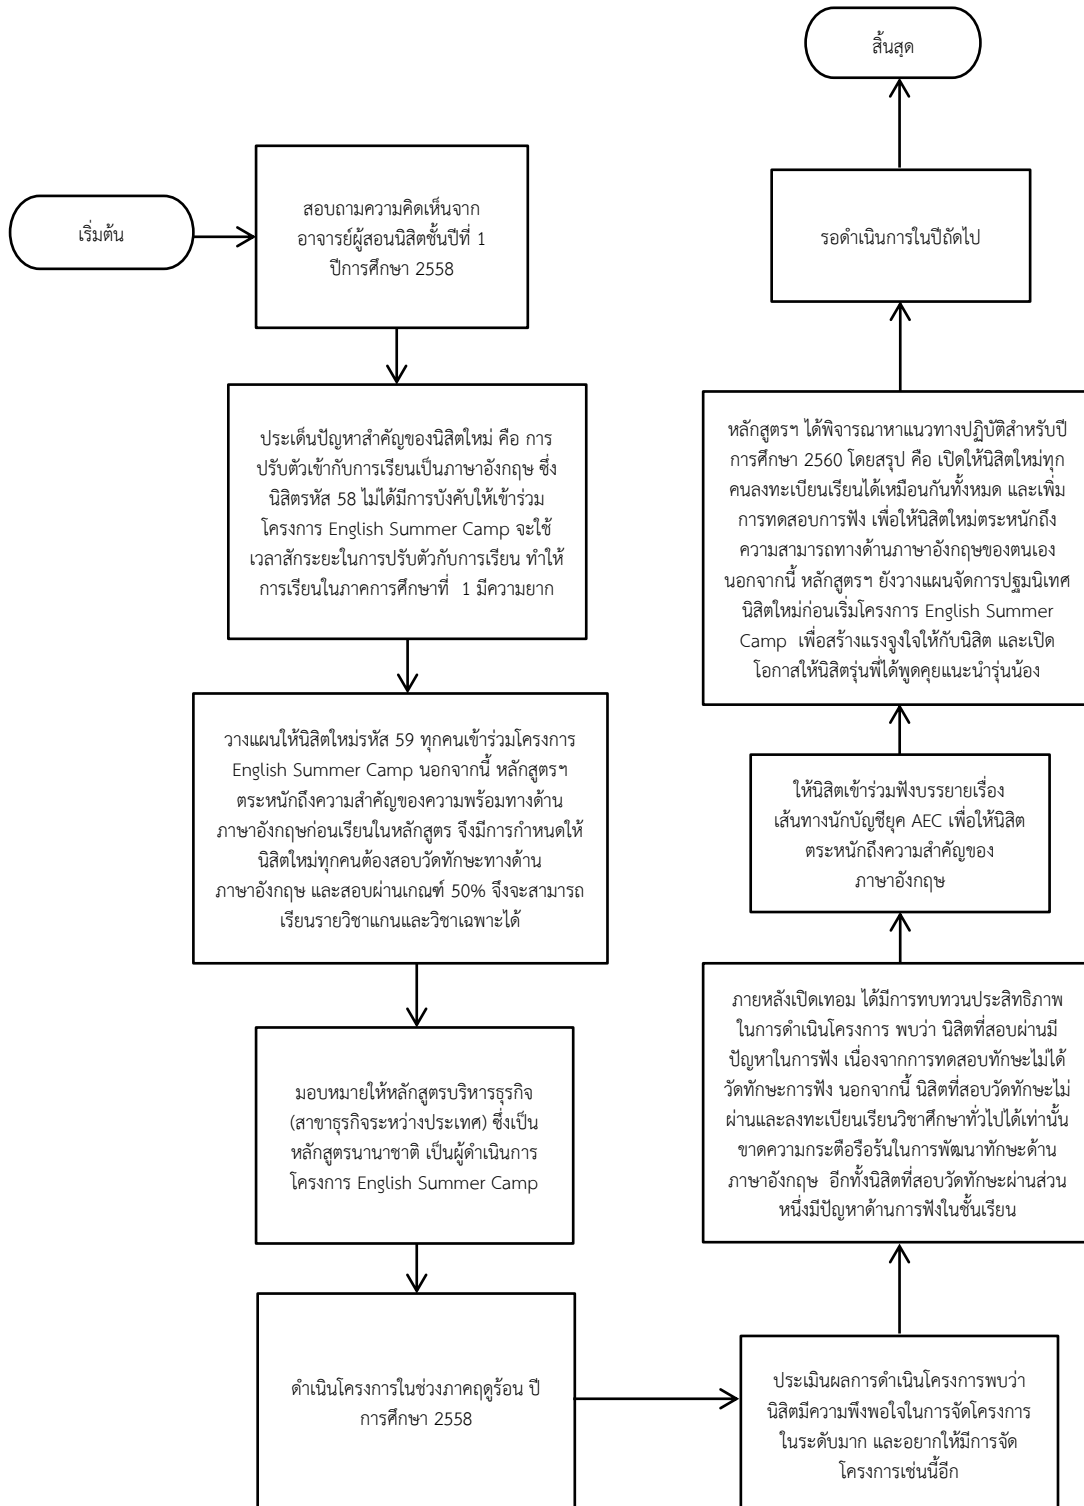 เริ่มต้น
สอบถามความคิดเห็นจาก
อาจารย์ผู้สอนนิสิตชั้นปีที่ 1
ปีการศึกษา 2558
ประเด็นปัญหาสำคัญของนิสิตใหม่ คือ การ
ปรับตัวเข้ากับการเรียนเป็นภาษาอังกฤษ ซึ่ง
นิสิตรหัส 58 ไม่ได้มีการบังคับให้เข้าร่วม
โครงการ English Summer Camp จะใช้
เวลาสักระยะในการปรับตัวกับการเรียน ทำให้
การเรียนในภาคการศึกษาที่ 1 มีความยาก
วางแผนให้นิสิตใหม่รหัส 59 ทุกคนเข้าร่วมโครงการ
English Summer Camp นอกจากนี้ หลักสูตรฯ
ตระหนักถึงความสำคัญของความพร้อมทางด้าน
ภาษาอังกฤษก่อนเรียนในหลักสูตร จึงมีการกำหนดให้
นิสิตใหม่ทุกคนต้องสอบวัดทักษะทางด้าน
ภาษาอังกฤษ และสอบผ่านเกณฑ์ 50% จึงจะสามารถ
เรียนรายวิชาแกนและวิชาเฉพาะได้
มอบหมายให้หลักสูตรบริหารธุรกิจ
(สาขาธุรกิจระหว่างประเทศ) ซึ่งเป็น
หลักสูตรนานาชาติ เป็นผู้ดำเนินการ
โครงการ English Summer Camp
ดำเนินโครงการในช่วงภาคฤดูร้อน ปี
การศึกษา 2558
ประเมินผลการดำเนินโครงการพบว่า
นิสิตมีความพึงพอใจในการจัดโครงการ
ในระดับมาก และอยากให้มีการจัด
โครงการเช่นนี้อีก
ภายหลังเปิดเทอม ได้มีการทบทวนประสิทธิภาพ
ในการดำเนินโครงการ พบว่า นิสิตที่สอบผ่านมี
ปัญหาในการฟัง เนื่องจากการทดสอบทักษะไม่ได้
วัดทักษะการฟัง นอกจากนี้ นิสิตที่สอบวัดทักษะไม่
ผ่านและลงทะเบียนเรียนวิชาศึกษาทั่วไปได้เท่านั้น
ขาดความกระตือรือร้นในการพัฒนาทักษะด้าน
ภาษาอังกฤษ อีกทั้งนิสิตที่สอบวัดทักษะผ่านส่วน
หนึ่งมีปัญหาด้านการฟังในชั้นเรียน
ให้นิสิตเข้าร่วมฟังบรรยายเรื่อง
เส้นทางนักบัญชียุค AEC เพื่อให้นิสิต
ตระหนักถึงความสำคัญของ
ภาษาอังกฤษ
หลักสูตรฯ ได้พิจารณาหาแนวทางปฏิบัติสำหรับปี
การศึกษา 2560 โดยสรุป คือ เปิดให้นิสิตใหม่ทุก
คนลงทะเบียนเรียนได้เหมือนกันทั้งหมด และเพิ่ม
การทดสอบการฟัง เพื่อให้นิสิตใหม่ตระหนักถึง
ความสามารถทางด้านภาษาอังกฤษของตนเอง
นอกจากนี้ หลักสูตรฯ ยังวางแผนจัดการปฐมนิเทศ
นิสิตใหม่ก่อนเริ่มโครงการ English Summer
Camp เพื่อสร้างแรงจูงใจให้กับนิสิต และเปิด
โอกาสให้นิสิตรุ่นพี่ได้พูดคุยแนะนำรุ่นน้อง
รอดำเนินการในปีถัดไป
สิ้นสุด